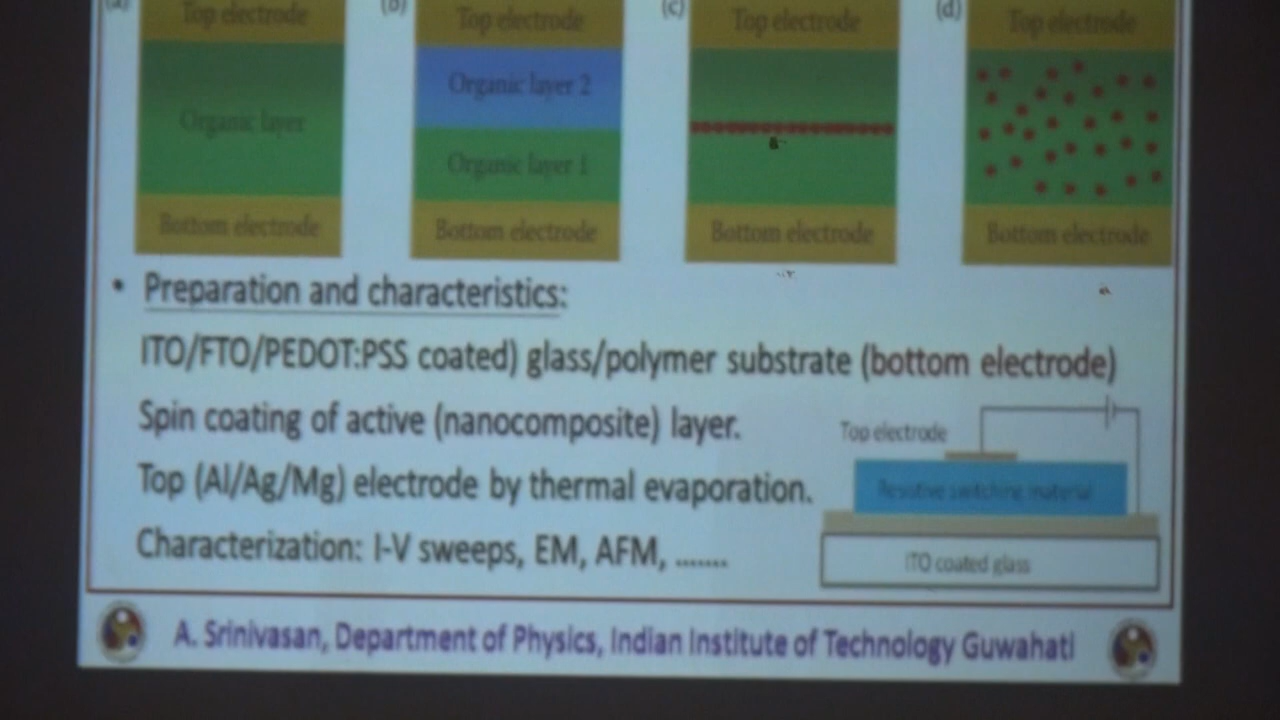 (a) (b) (c) (d)
Top electrode Top electrode Top electrode Top electrode
Organic layer 2
Organic layer
Organic layer 1
Bottom electrode Bottom electrode Bottom electrode Bottom electrode
• Preparation and characteristics:
ITO/FTO/PEDOT:PSS coated) glass/polymer substrate (bottom electrode)
Spin coating of active (nanocomposite) layer.
Top electrode
Top (Al/Ag/Mg) electrode by thermal evaporation.
Resistive switching material
Characterization: I-V sweeps, EM, AFM, .......
ITO coated glass
A. Srinivasan, Department of Physics, Indian Institute of Technology Guwahati